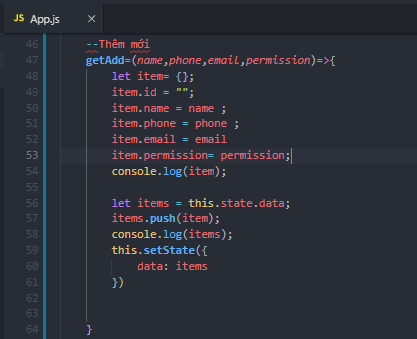 JS App.js ×
46 --Thêm mới
47 getAdd=(name,phone,email,permission)=>{
48 let item= {};
49 item.id = "";
50 item.name = name ;
51 item.phone = phone ;
52 item.email = email
53 item.permission= permission;
54 console.log(item);
55
56 let items = this.state.data;
57 items.push(item);
58 console.log(items);
59 this.setState({
60 data: items
61 })
62
63
64 }